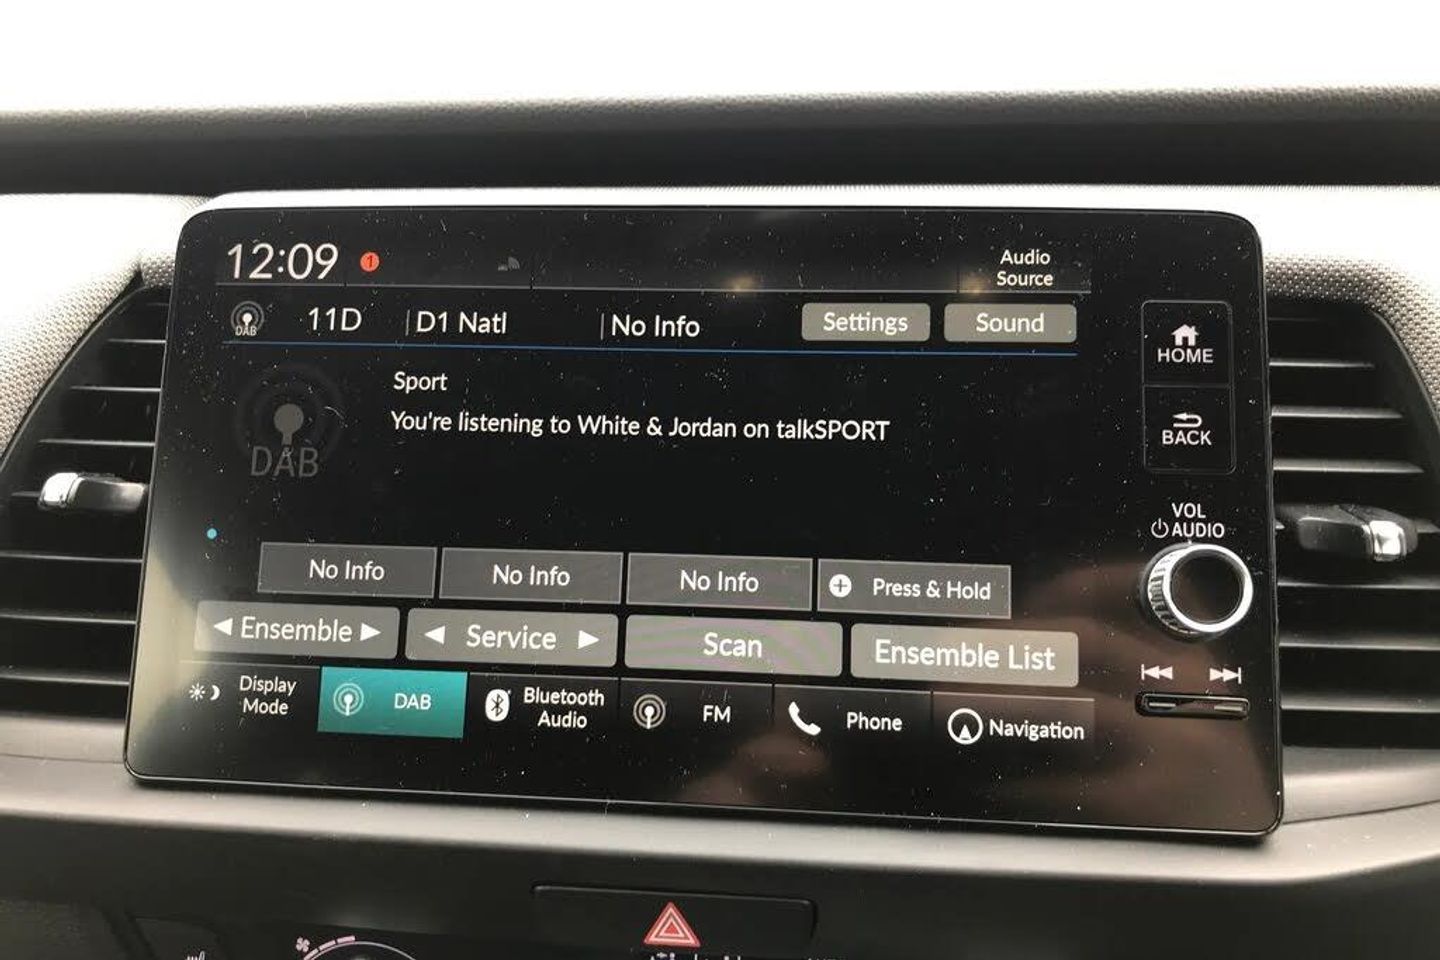 12:09 1 Audio
Source
DAB 11D D1 Natl No Info Settings Sound
Sport
You're listening to White & Jordan on talkSPORT
DAB
No Info No Info No Info Press & Hold
Ensemble Service Scan Ensemble List
Display
Mode
DAB
Bluetooth
Audio
FM
Phone
Navigation
HOME
BACK
VOL
AUDIO